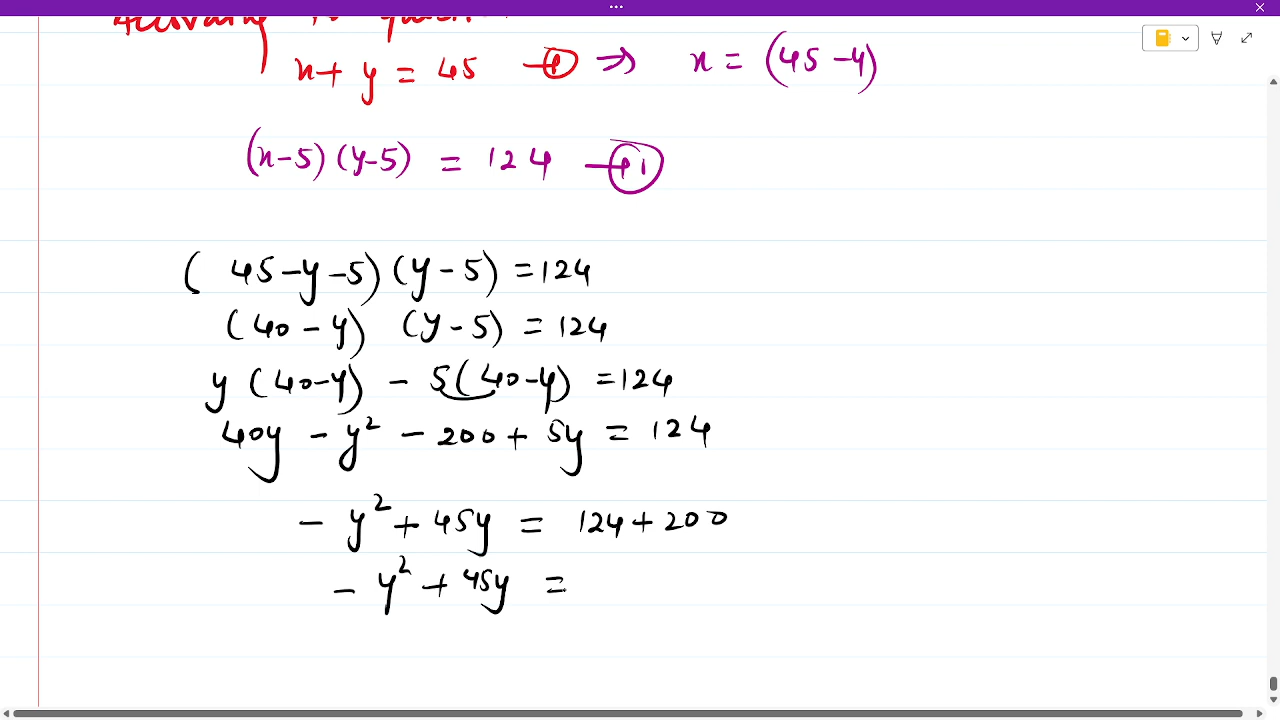 x + y = 45 —(i) ⇒ x = (45 - y)
(x-5) (y-5) = 124 —(ii)
( 45-y-5) (y-5) = 124
(40 - y) (y-5) = 124
y (40-y) - 5(40-y) = 124
40y - y² - 200 + 5y = 124
- y² + 45y = 124 + 200
- y² + 45y =